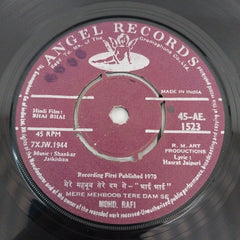 ANGEL RECORDS
MADE IN INDIA
Hindi Film:
BHAI BHAI
45 RPM
7XJW.1944
Music: Shankar
Jaikishan
45-AE.
1523
R. M. ART
PRODUCTIONS
Lyric:
Hasrat Jaipuri
Recording First Published 1970
मेरे महबूब तेरे दम से - "भाई भाई"
MERE MEHBOOB TERE DAM SE
MOHD. RAFI